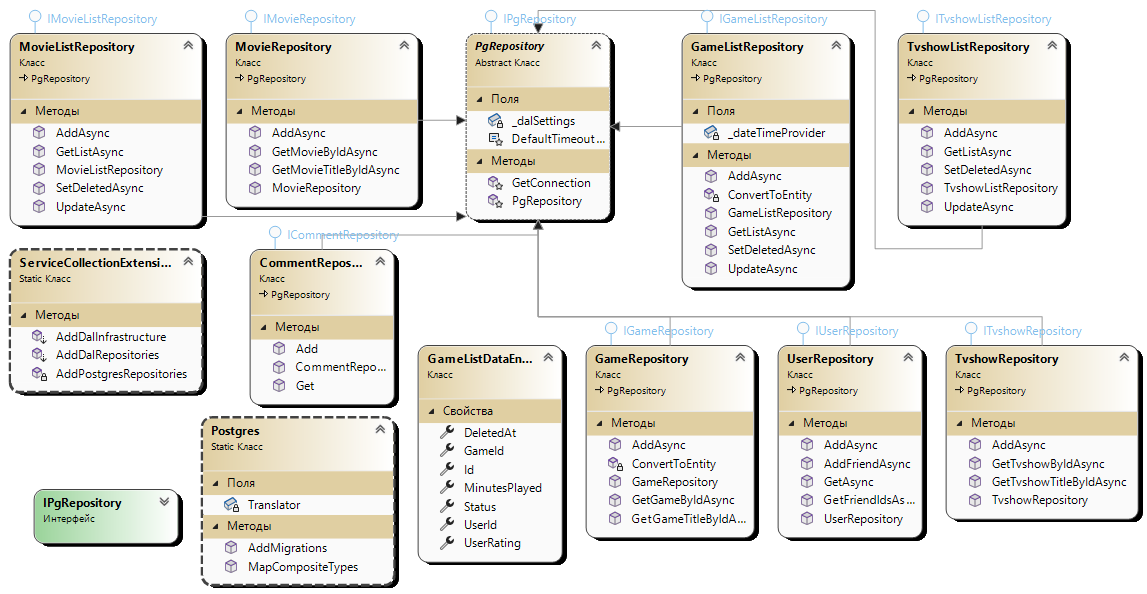 IMovieListRepository
MovieListRepository
Класс
PgRepository
Методы
AddAsync
GetListAsync
MovieListRepository
SetDeletedAsync
UpdateAsync
IMovieRepository
MovieRepository
Класс
PgRepository
Методы
AddAsync
GetMovieByIdAsync
GetMovieTitleByIdAsync
MovieRepository
IPgRepository
PgRepository
Abstract Класс
Поля
_dalSettings
DefaultTimeout...
Методы
GetConnection
PgRepository
IGameListRepository
GameListRepository
Класс
PgRepository
Поля
_dateTimeProvider
Методы
AddAsync
ConvertToEntity
GameListRepository
GetListAsync
SetDeletedAsync
UpdateAsync
ITvshowListRepository
TvshowListRepository
Класс
PgRepository
Методы
AddAsync
GetListAsync
SetDeletedAsync
TvshowListRepository
UpdateAsync
ServiceCollectionExtensi...
Static Класс
Методы
AddDalInfrastructure
AddDalRepositories
AddPostgresRepositories
ICommentRepository
CommentRepos...
Класс
PgRepository
Методы
Add
CommentRepo...
Get
GameListDataEn...
Класс
Свойства
DeletedAt
GameId
Id
MinutesPlayed
Status
UserId
UserRating
IGameRepository
GameRepository
Класс
PgRepository
Методы
AddAsync
ConvertToEntity
GameRepository
GetGameByIdAsync
GetGameTitleByIdA...
IUserRepository
UserRepository
Класс
PgRepository
Методы
AddAsync
AddFriendAsync
GetAsync
GetFriendIdsAs...
UserRepository
ITvshowRepository
TvshowRepository
Класс
PgRepository
Методы
AddAsync
GetTvshowByIdAsync
GetTvshowTitleByIdAsync
TvshowRepository
Postgres
Static Класс
Поля
Translator
Методы
AddMigrations
MapCompositeTypes
IPgRepository
Интерфейс